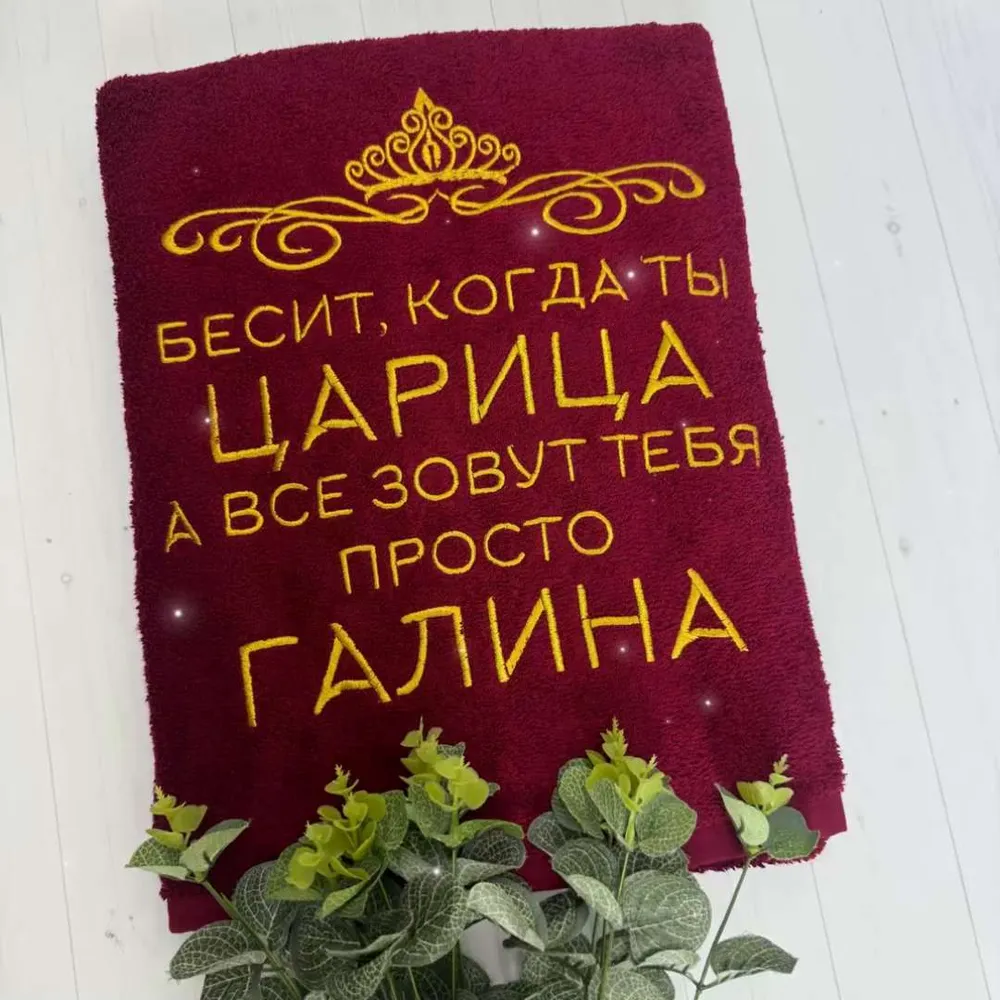 БЕСИТ, КОГДА ТЫ
ЦАРИЦА
А ВСЕ ЗОВУТ ТЕБЯ
ПРОСТО
ГАЛИНА